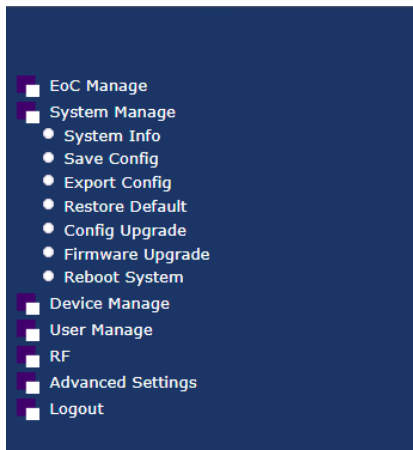 EoC Manage
System Manage
System Info
Save Config
Export Config
Restore Default
Config Upgrade
Firmware Upgrade
Reboot System
Device Manage
User Manage
RF
Advanced Settings
Logout